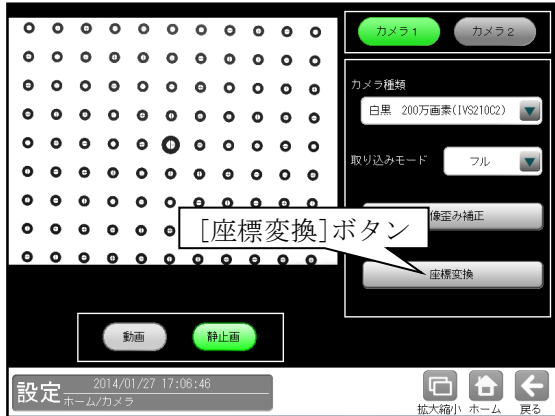 カメラ1 カメラ2
カメラ種類
白黒 200万画素(IVS210C2)
取り込みモード フル
像歪み補正
[座標変換]ボタン
座標変換
動画 静止画
設定 2014/01/27 17:06:46
ホーム/カメラ
拡大縮小 ホーム 戻る